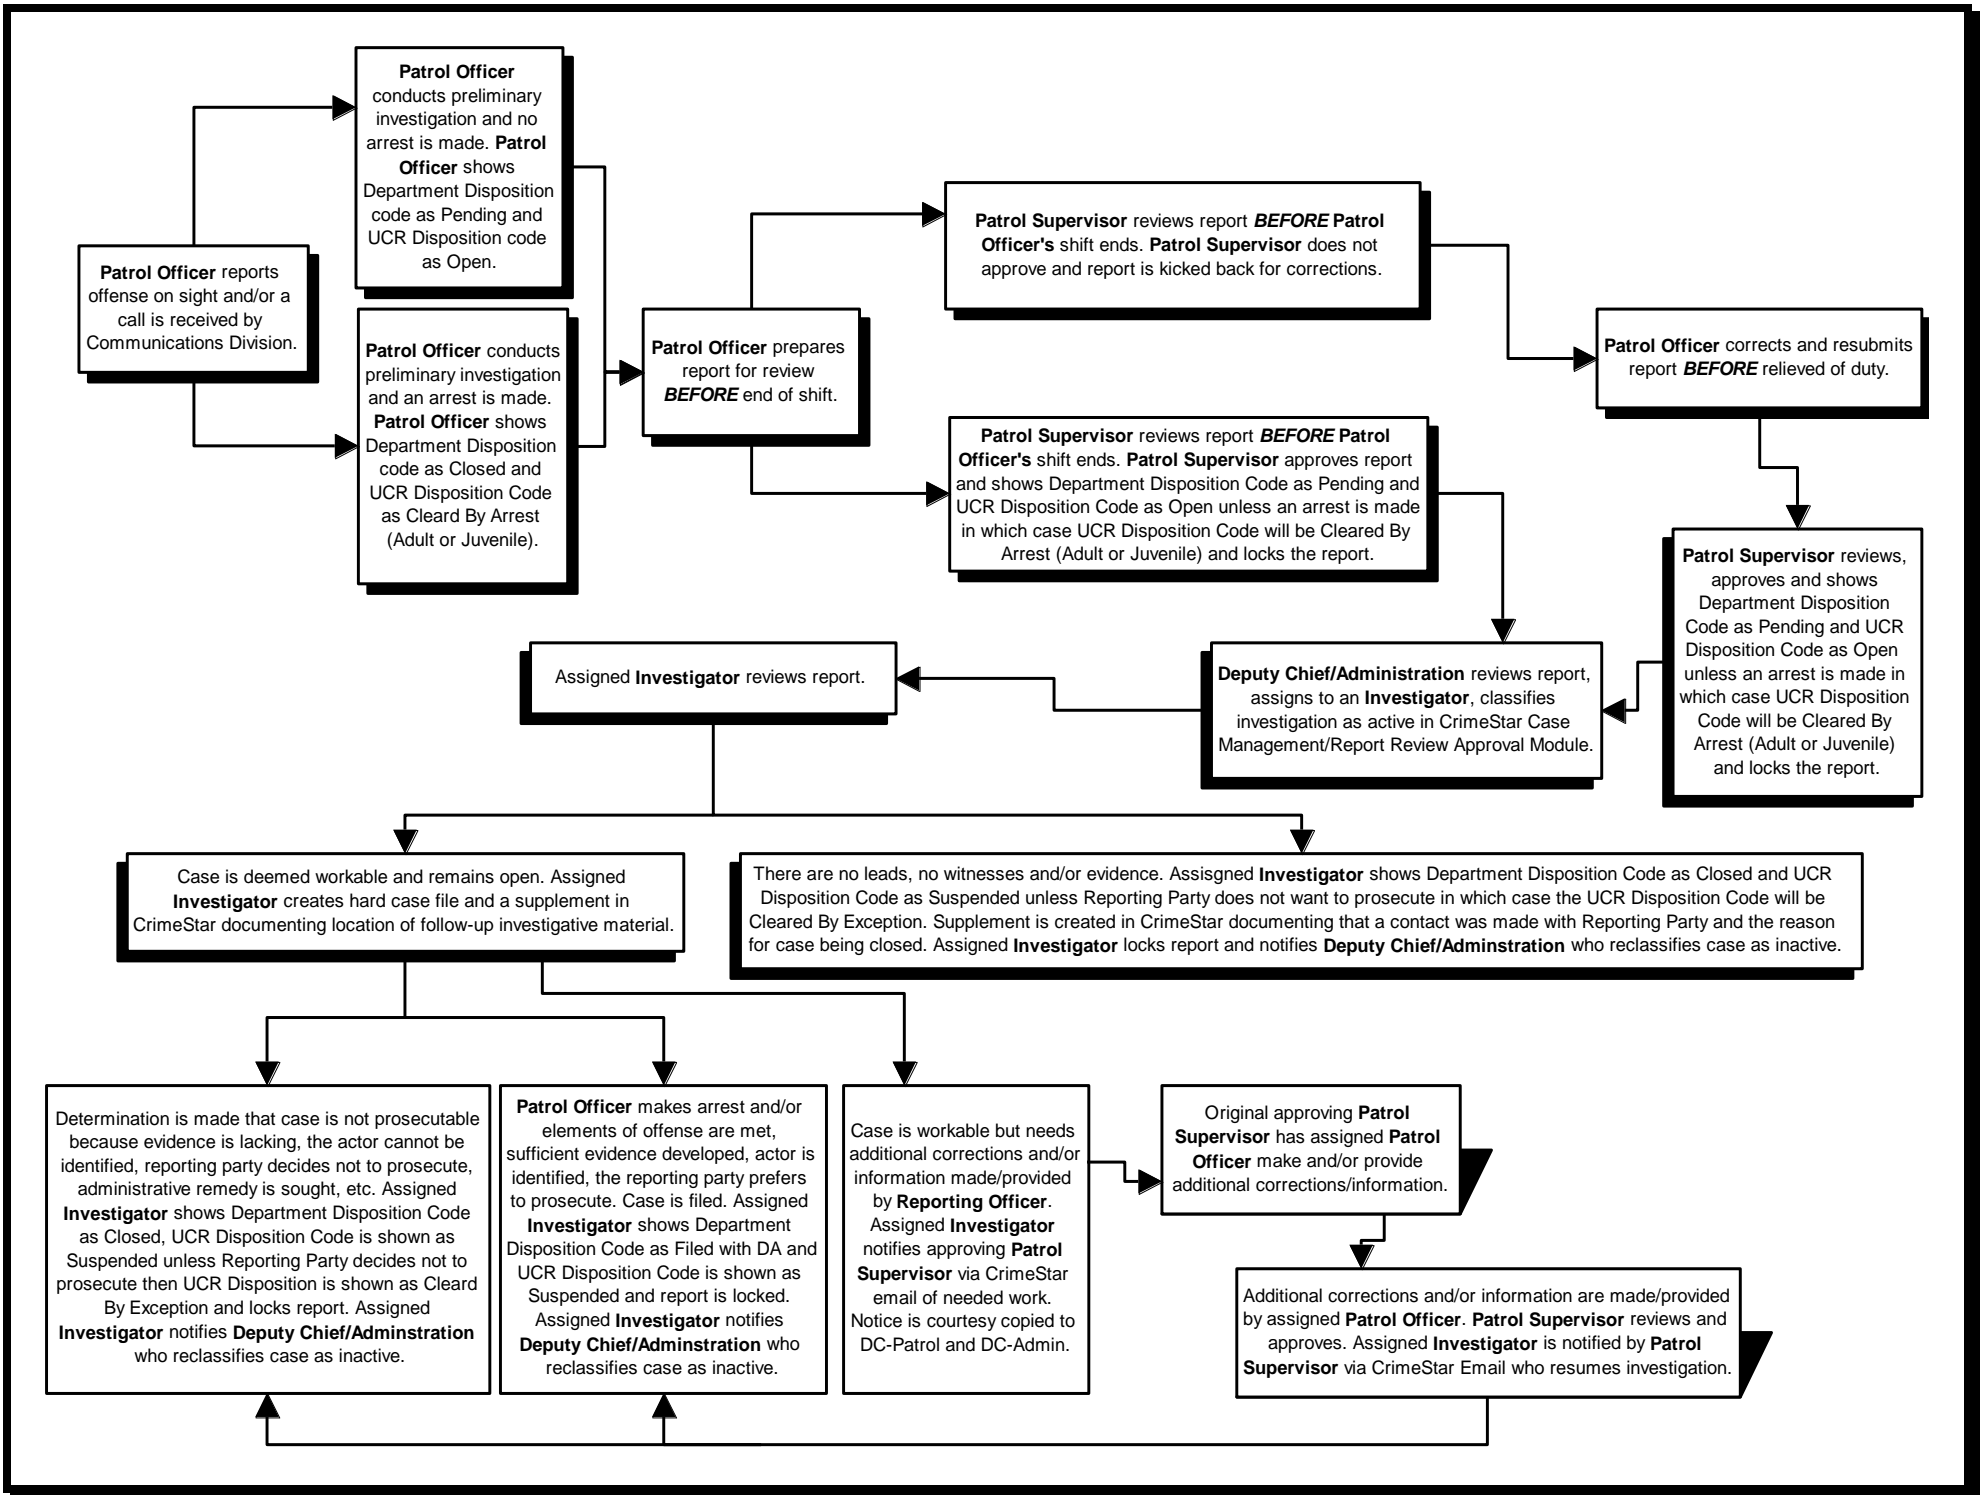 Patrol Officer
conducts preliminary
investigation and no
arrest is made. Patrol
Officer shows
Department Disposition
code as Pending and
UCR Disposition code
as Open.
Patrol Officer reports
offense on sight and/or a
call is received by
Communications Division.
Patrol Officer conducts
preliminary investigation
and an arrest is made.
Patrol Officer shows
Department Disposition
code as Closed and
UCR Disposition Code
as Cleard By Arrest
(Adult or Juvenile).
Patrol Officer prepares
report for review
BEFORE end of shift.
Patrol Supervisor reviews report BEFORE Patrol
Officer's shift ends. Patrol Supervisor does not
approve and report is kicked back for corrections.
Patrol Officer corrects and resubmits
report BEFORE relieved of duty.
Patrol Supervisor reviews report BEFORE Patrol
Officer's shift ends. Patrol Supervisor approves report
and shows Department Disposition Code as Pending and
UCR Disposition Code as Open unless an arrest is made
in which case UCR Disposition Code will be Cleared By
Arrest (Adult or Juvenile) and locks the report.
Patrol Supervisor reviews,
approves and shows
Department Disposition
Code as Pending and UCR
Disposition Code as Open
unless an arrest is made in
which case UCR Disposition
Code will be Cleared By
Arrest (Adult or Juvenile)
and locks the report.
Deputy Chief/Administration reviews report,
assigns to an Investigator, classifies
investigation as active in CrimeStar Case
Management/Report Review Approval Module.
Assigned Investigator reviews report.
Case is deemed workable and remains open. Assigned
Investigator creates hard case file and a supplement in
CrimeStar documenting location of follow-up investigative material.
There are no leads, no witnesses and/or evidence. Assisgned Investigator shows Department Disposition Code as Closed and UCR
Disposition Code as Suspended unless Reporting Party does not want to prosecute in which case the UCR Disposition Code will be
Cleared By Exception. Supplement is created in CrimeStar documenting that a contact was made with Reporting Party and the reason
for case being closed. Assigned Investigator locks report and notifies Deputy Chief/Adminstration who reclassifies case as inactive.
Determination is made that case is not prosecutable
because evidence is lacking, the actor cannot be
identified, reporting party decides not to prosecute,
administrative remedy is sought, etc. Assigned
Investigator shows Department Disposition Code
as Closed, UCR Disposition Code is shown as
Suspended unless Reporting Party decides not to
prosecute then UCR Disposition is shown as Cleard
By Exception and locks report. Assigned
Investigator notifies Deputy Chief/Adminstration
who reclassifies case as inactive.
Patrol Officer makes arrest and/or
elements of offense are met,
sufficient evidence developed, actor is
identified, the reporting party prefers
to prosecute. Case is filed. Assigned
Investigator shows Department
Disposition Code as Filed with DA and
UCR Disposition Code is shown as
Suspended and report is locked.
Assigned Investigator notifies
Deputy Chief/Adminstration who
reclassifies case as inactive.
Case is workable but needs
additional corrections and/or
information made/provided
by Reporting Officer.
Assigned Investigator
notifies approving Patrol
Supervisor via CrimeStar
email of needed work.
Notice is courtesy copied to
DC-Patrol and DC-Admin.
Original approving Patrol
Supervisor has assigned Patrol
Officer make and/or provide
additional corrections/information.
Additional corrections and/or information are made/provided
by assigned Patrol Officer. Patrol Supervisor reviews and
approves. Assigned Investigator is notified by Patrol
Supervisor via CrimeStar Email who resumes investigation.